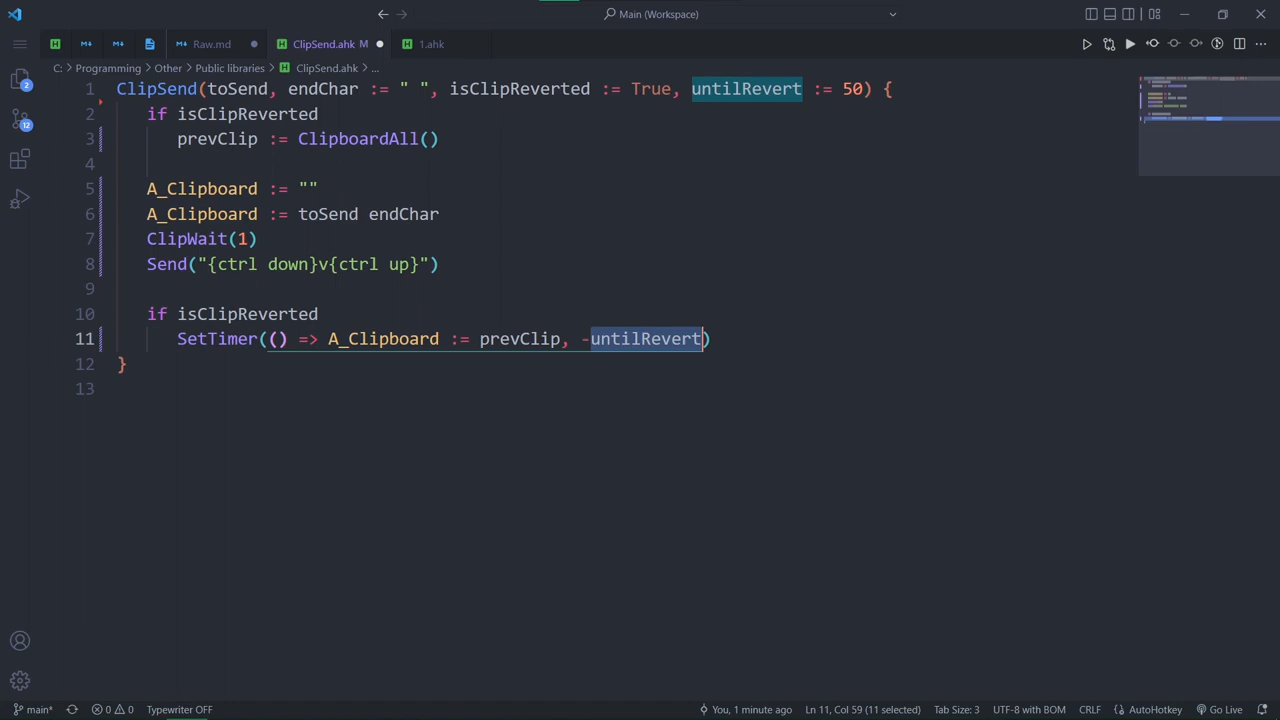 Main (Workspace)
Raw.md
ClipSend.ahk M
1.ahk
C: > Programming > Other > Public libraries > ClipSend.ahk > ...
1 ClipSend(toSend, endChar := " ", isClipReverted := True, untilRevert := 50) {
2 if isClipReverted
3 prevClip := ClipboardAll()
4
5 A_Clipboard := ""
6 A_Clipboard := toSend endChar
7 ClipWait(1)
8 Send("{ctrl down}v{ctrl up}")
9
10 if isClipReverted
11 SetTimer(() => A_Clipboard := prevClip, -untilRevert)
12 }
13
2
12
main* 0 0 Typewriter OFF You, 1 minute ago Ln 11, Col 59 (11 selected) Tab Size: 3 UTF-8 with BOM CRLF AutoHotkey Go Live